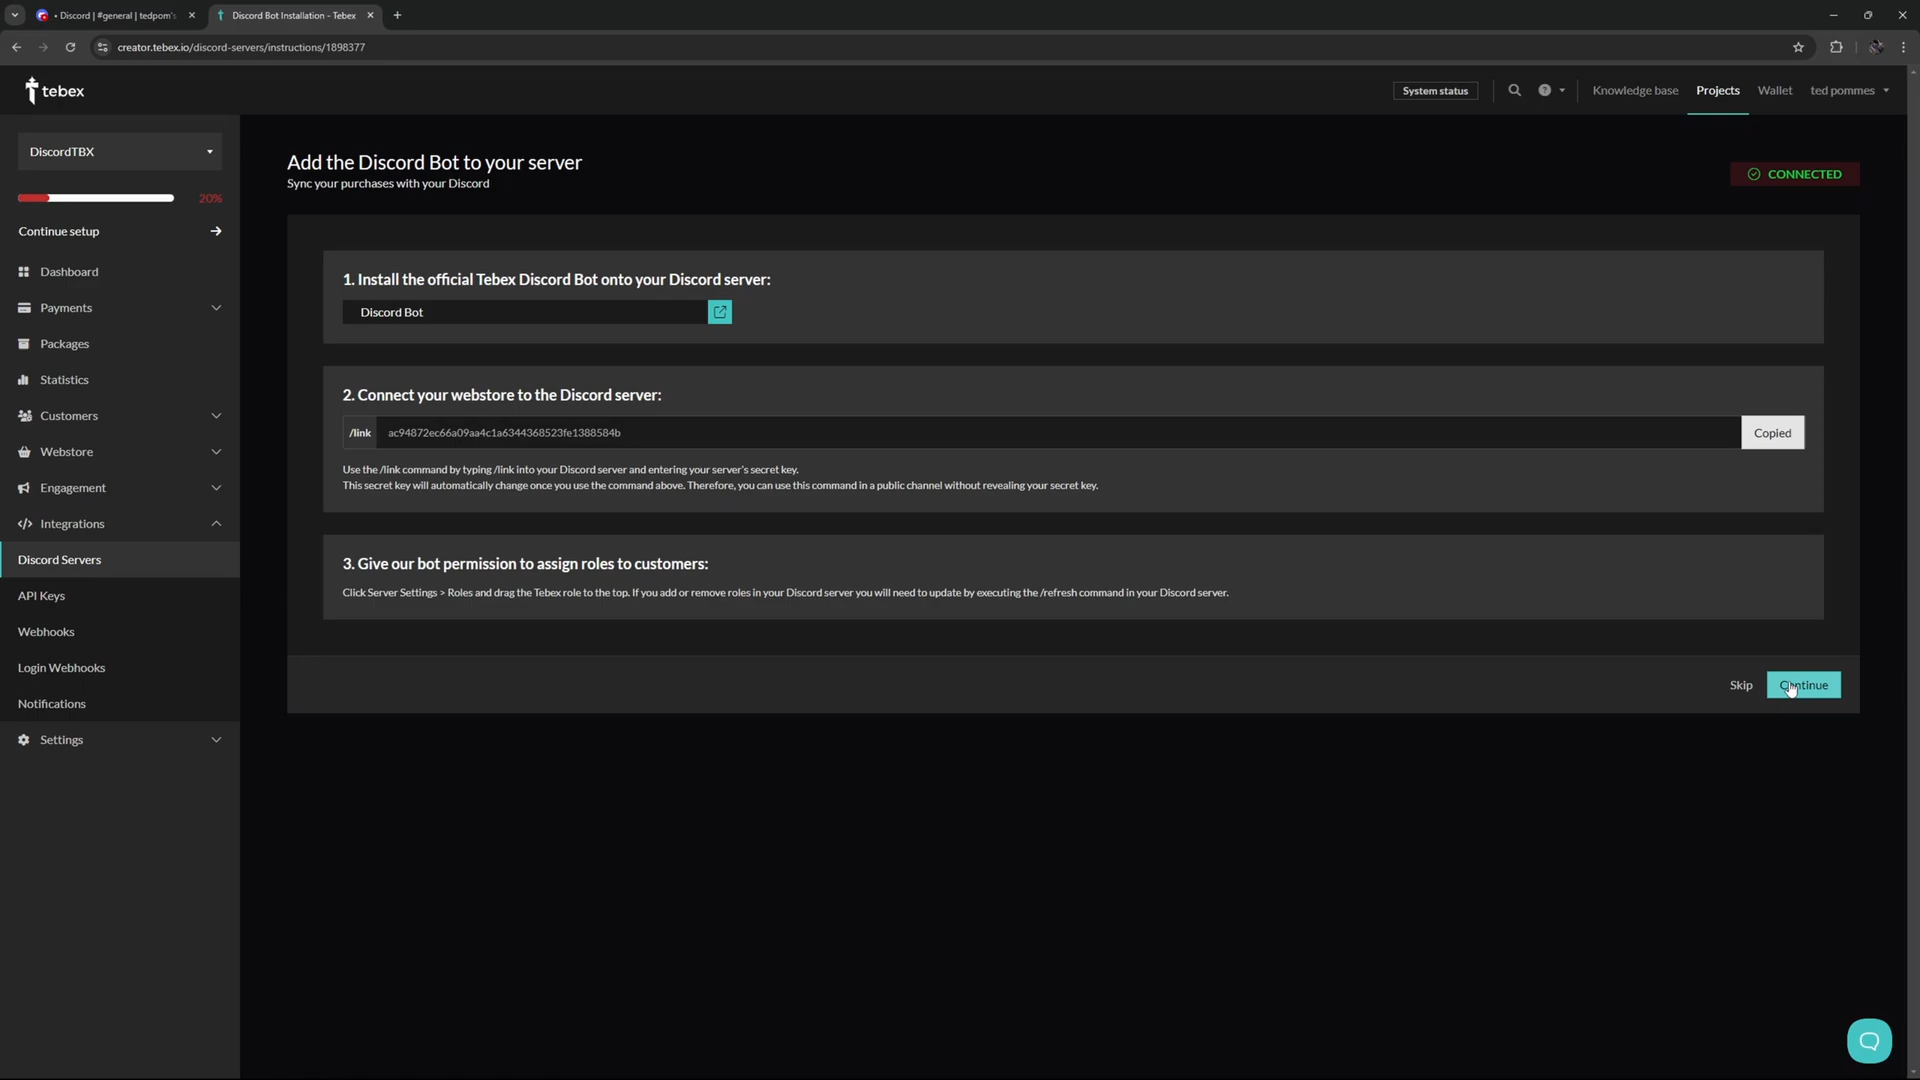 • Discord | #general | tedpom's
Discord Bot Installation - Tebex
creator.tebex.io/discord-servers/instructions/1898377
tebex
System status
Knowledge base
Projects
Wallet
ted pommes
DiscordTBX
20%
Continue setup
Dashboard
Payments
Packages
Statistics
Customers
Webstore
Engagement
Integrations
Discord Servers
API Keys
Webhooks
Login Webhooks
Notifications
Settings
Add the Discord Bot to your server
Sync your purchases with your Discord
CONNECTED
1. Install the official Tebex Discord Bot onto your Discord server:
Discord Bot
2. Connect your webstore to the Discord server:
/link ac94872ec66a09aa4c1a6344368523fe1388584b
Copied
Use the /link command by typing /link into your Discord server and entering your server's secret key.
This secret key will automatically change once you use the command above. Therefore, you can use this command in a public channel without revealing your secret key.
3. Give our bot permission to assign roles to customers:
Click Server Settings > Roles and drag the Tebex role to the top. If you add or remove roles in your Discord server you will need to update by executing the /refresh command in your Discord server.
Skip
Continue